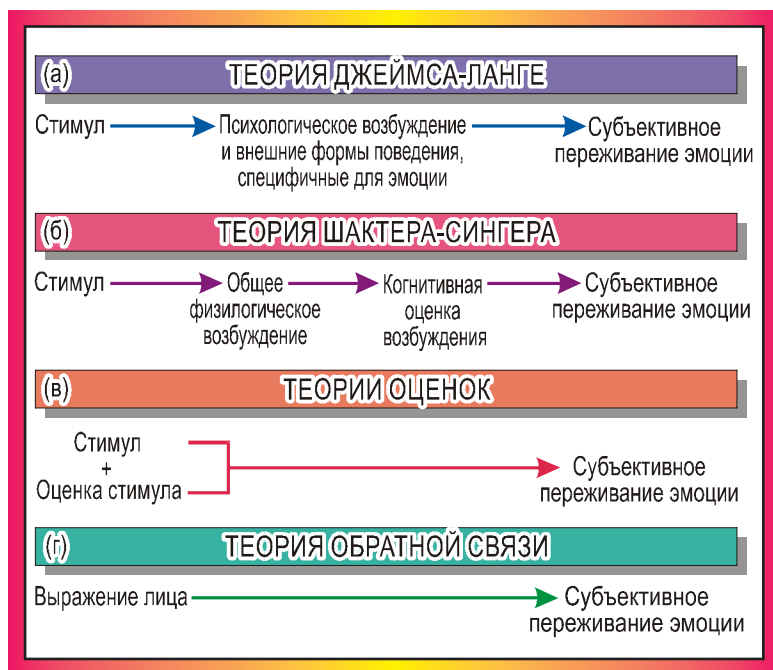 (а) ТЕОРИЯ ДЖЕЙМСА-ЛАНГЕ
Стимул
Психологическое возбуждение
и внешние формы поведения,
специфичные для эмоции
Субъективное
переживание эмоции
(б) ТЕОРИЯ ШАКТЕРА-СИНГЕРА
Стимул
Общее
физилогическое
возбуждение
Когнитивная
оценка
возбуждения
Субъективное
переживание эмоции
(в) ТЕОРИИ ОЦЕНОК
Стимул
+
Оценка стимула
Субъективное
переживание эмоции
(г) ТЕОРИЯ ОБРАТНОЙ СВЯЗИ
Выражение лица
Субъективное
переживание эмоции